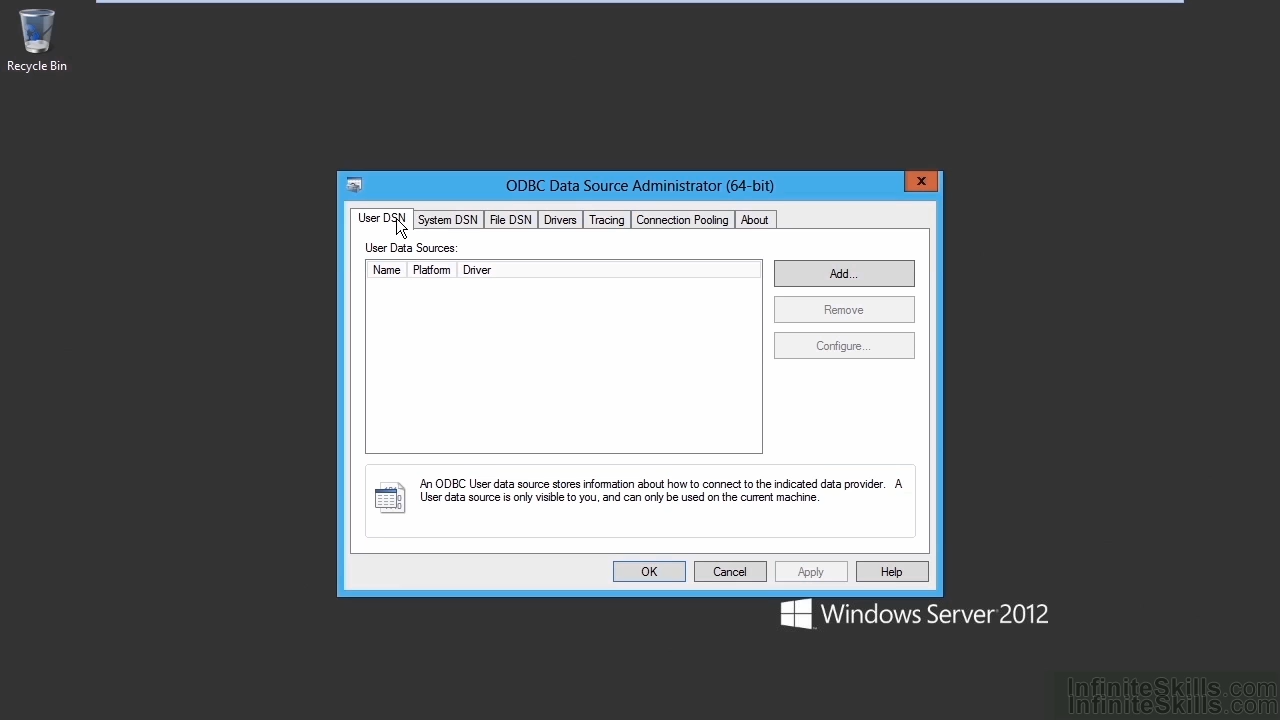 Recycle Bin
ODBC Data Source Administrator (64-bit)
x
User DSN System DSN File DSN Drivers Tracing Connection Pooling About
User Data Sources:
Name Platform Driver
Add...
Remove
Configure...
An ODBC User data source stores information about how to connect to the indicated data provider. A
User data source is only visible to you, and can only be used on the current machine.
OK Cancel Apply Help
Windows Server 2012
InfiniteSkills.com
InfiniteSkills.com